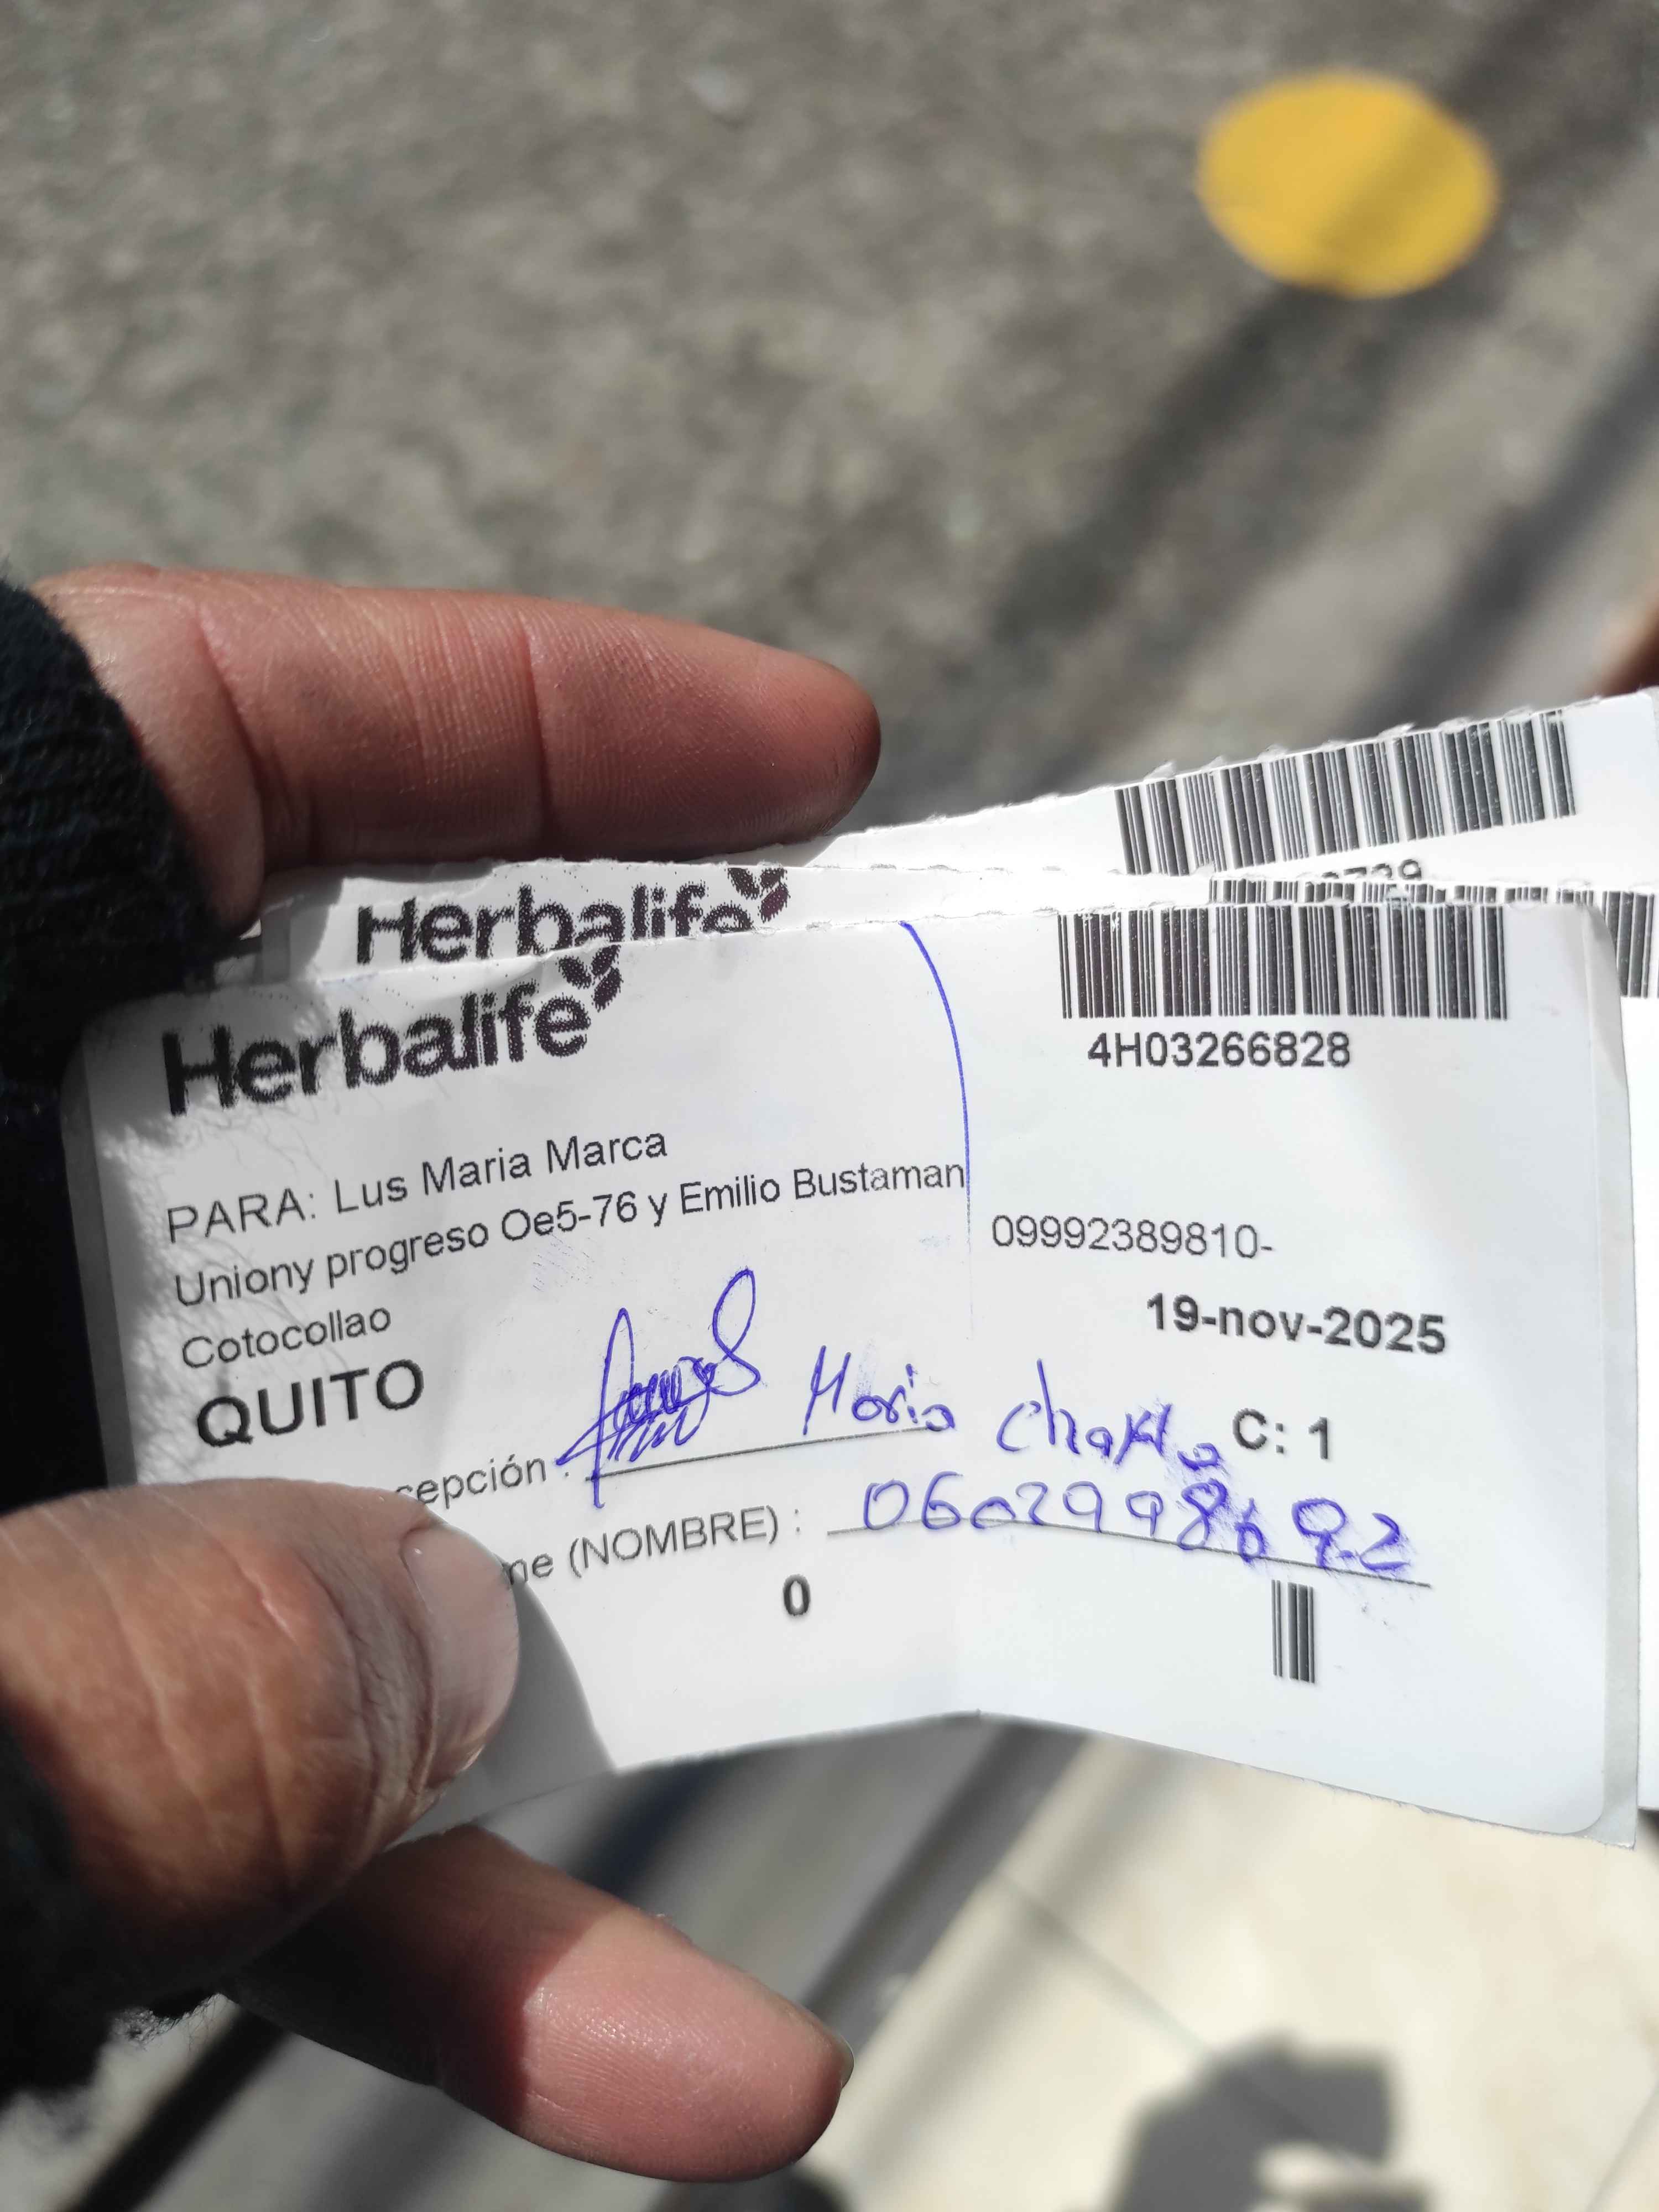 Herbalife
Herbalife
4H03266828
PARA: Lus Maria Marca
Uniony progreso Oe5-76 y Emilio Bustaman
09992389810-
Cotocollao
19-nov-2025
QUITO
Maria
C: 1
cepción :
me (NOMBRE) :
0